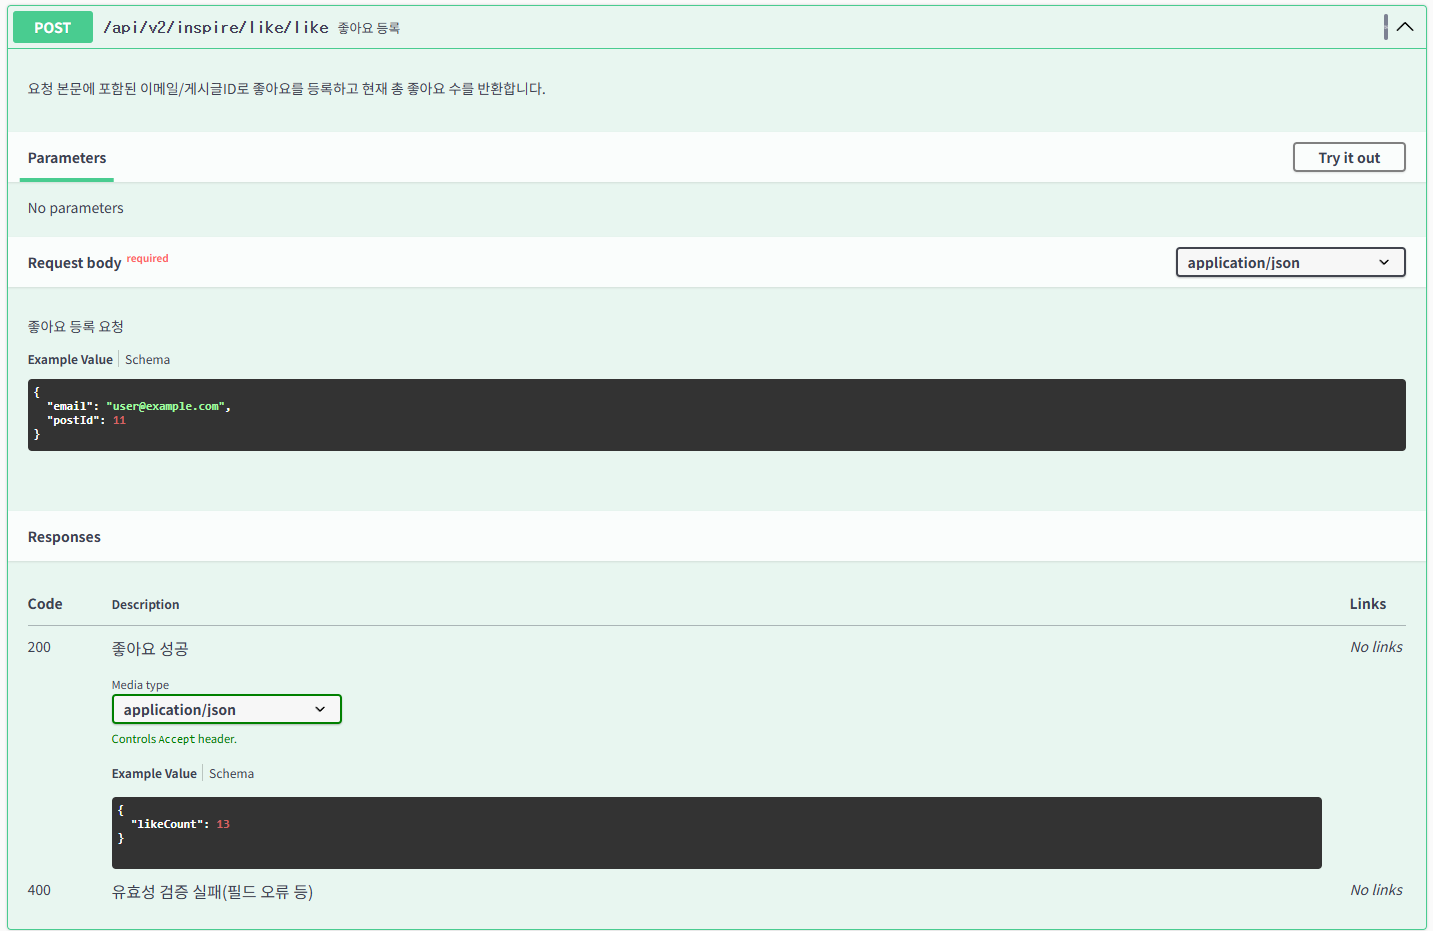 POST /api/v2/inspire/like/like 좋아요 등록
요청 본문에 포함된 이메일/게시글ID로 좋아요를 등록하고 현재 총 좋아요 수를 반환합니다.
Parameters Try it out
No parameters
Request body required application/json
좋아요 등록 요청
Example Value Schema
{
"email": "user@example.com",
"postId": 11
}
Responses
Code Description Links
200 좋아요 성공 No links
Media type
application/json
Controls Accept header.
Example Value Schema
{
"likeCount": 13
}
400 유효성 검증 실패(필드 오류 등) No links